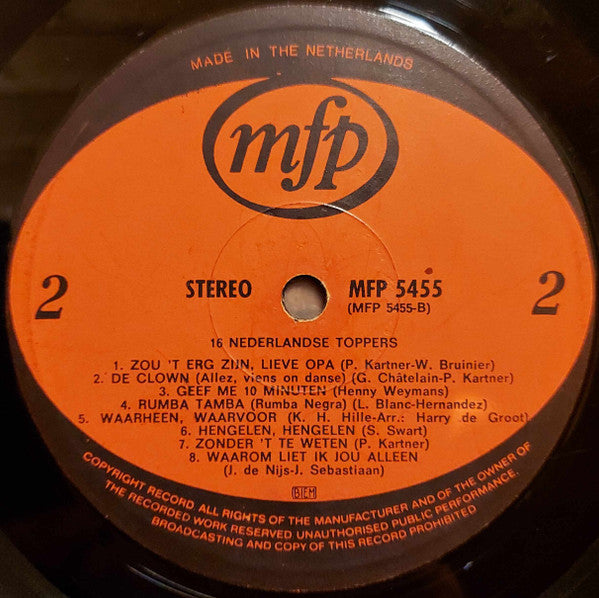 MADE IN THE NETHERLANDS
mfp
2
STEREO
MFP 5455
2
(MFP 5455-B)
16 NEDERLANDSE TOPPERS
1. ZOU 'T ERG ZIJN, LIEVE OPA (P. Kartner-W. Bruinier)
2. DE CLOWN (Allez, viens on danse) (G. Châtelain-P. Kartner)
3. GEEF ME 10 MINUTEN (Henny Weymans)
4. RUMBA TAMBA (Rumba Negra) (L. Blanc-Hernandez)
5. WAARHEEN, WAARVOOR (K. H. Hille-Arr.: Harry de Groot)
6. HENGELEN, HENGELEN (S. Swart)
7. ZONDER 'T TE WETEN (P. Kartner)
8. WAAROM LIET IK JOU ALLEEN
(J. de Nijs-J. Sebastiaan)
BIEM
COPYRIGHT RECORD ALL RIGHTS OF THE MANUFACTURER AND OF THE OWNER OF
THE RECORDED WORK RESERVED UNAUTHORISED PUBLIC PERFORMANCE,
BROADCASTING AND COPY OF THIS RECORD PROHIBITED